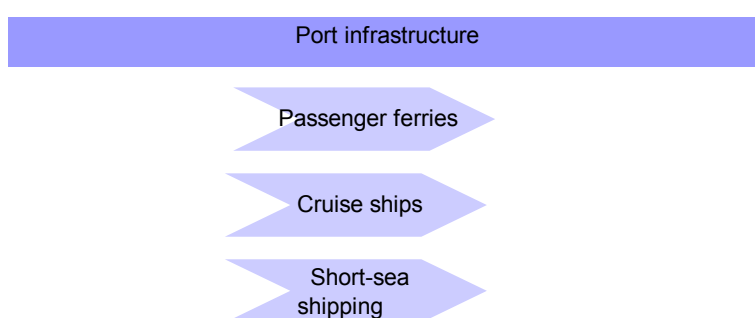 Port infrastructure
Passenger ferries
Cruise ships
Short-sea
shipping